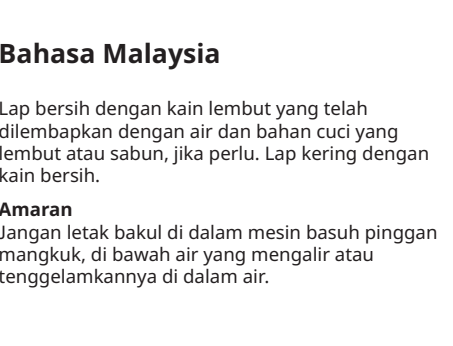 Bahasa Malaysia
Lap bersih dengan kain lembut yang telah
dilembapkan dengan air dan bahan cuci yang
lembut atau sabun, jika perlu. Lap kering dengan
kain bersih.
Amaran
Jangan letak bakul di dalam mesin basuh pinggan
mangkuk, di bawah air yang mengalir atau
tenggelamkannya di dalam air.